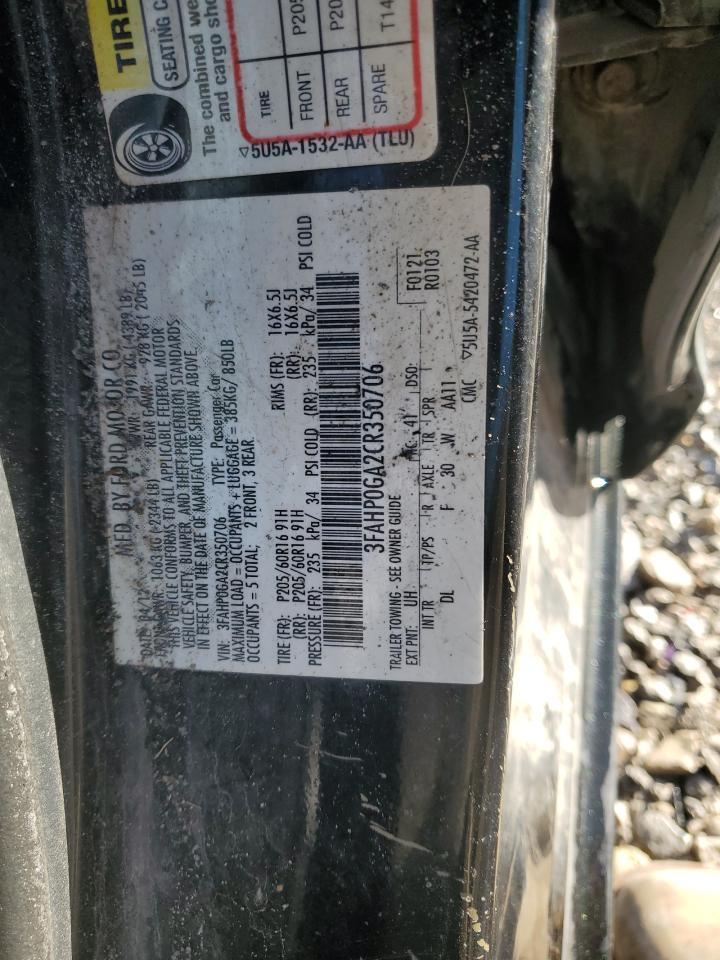 TIRE
SEATING CA
The combined we
and cargo sho
TIRE
FRONT P205
REAR P20
SPARE T14
▽5U5A-1532-AA (TLU)
MFD. BY FORD MOTOR CO.
DATE: 04/12 GVWR: 1991 KG ( 4389 LB)
FRONT GAWR: 1063 KG ( 2344 LB) REAR GAWR: 928 KG ( 2045 LB)
THIS VEHICLE CONFORMS TO ALL APPLICABLE FEDERAL MOTOR
VEHICLE SAFETY, BUMPER, AND THEFT PREVENTION STANDARDS
IN EFFECT ON THE DATE OF MANUFACTURE SHOWN ABOVE.
VIN: 3FAHP0GA2CR350706 TYPE: Passenger Car
MAXIMUM LOAD = OCCUPANTS + LUGGAGE = 385KG/ 850LB
OCCUPANTS = 5 TOTAL: 2 FRONT, 3 REAR
TIRE (FR): P205/60R16 91H RIMS (FR): 16X6.5J
(RR): P205/60R16 91H (RR): 16X6.5J
PRESSURE (FR): 235 kPa/ 34 PSI COLD (RR): 235 kPa/ 34 PSI COLD
3FAHP0GA2CR350706
TRAILER TOWING - SEE OWNER GUIDE F0121
EXT PNT: UH RC: 41 DSO: R0103
INT TR TP/PS R AXLE TR SPR
DL F 30 W AA11
CMC ▽5U5A-5420472-AA